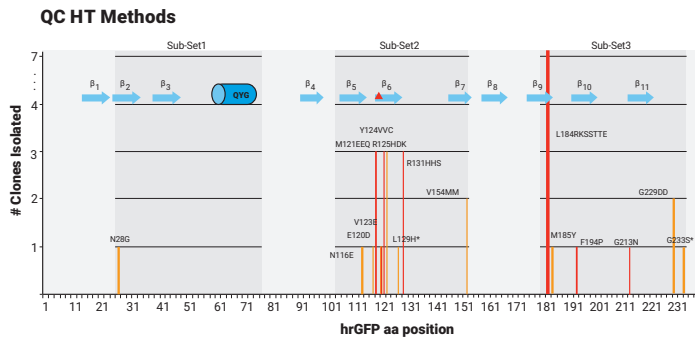 QC HT Methods
Sub-Set1 Sub-Set2 Sub-Set3
7
.
.
.
β1 β2 β3 β4 β5 β6 β7 β8 β9 β10 β11
QYG
4
Y124VVC
L184RKSSTTE
M121EEQ R125HDK
3
R131HHS
V154MM
G229DD
2
V123E
E120D L129H*
M185Y
N28G
F194P G213N G233S*
N116E
1
# Clones Isolated
1 11 21 31 41 51 61 71 81 91 101 111 121 131 141 151 161 171 181 191 201 211 221 231
hrGFP aa position